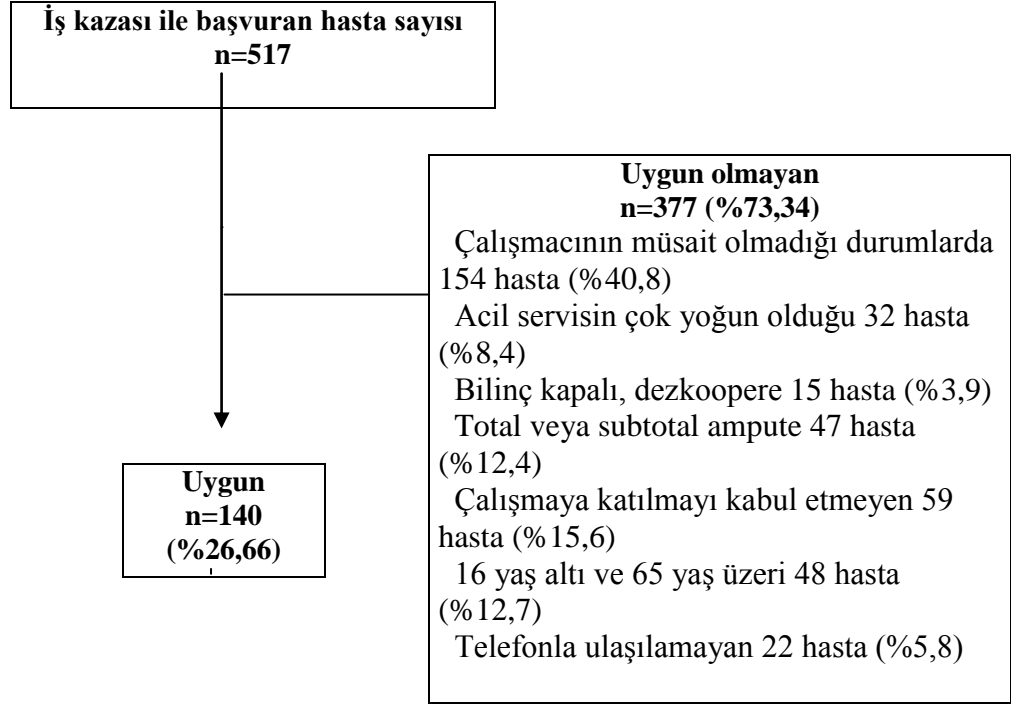 İş kazası ile başvuran hasta sayısı
n=517
Uygun olmayan
n=377 (%73,34)
Çalışmacının müsait olmadığı durumlarda
154 hasta (%40,8)
Acil servisin çok yoğun olduğu 32 hasta
(%8,4)
Bilinç kapalı, dezkoopere 15 hasta (%3,9)
Total veya subtotal ampute 47 hasta
(%12,4)
Çalışmaya katılmayı kabul etmeyen 59
hasta (%15,6)
16 yaş altı ve 65 yaş üzeri 48 hasta
(%12,7)
Telefonla ulaşılamayan 22 hasta (%5,8)
Uygun
n=140
(%26,66)